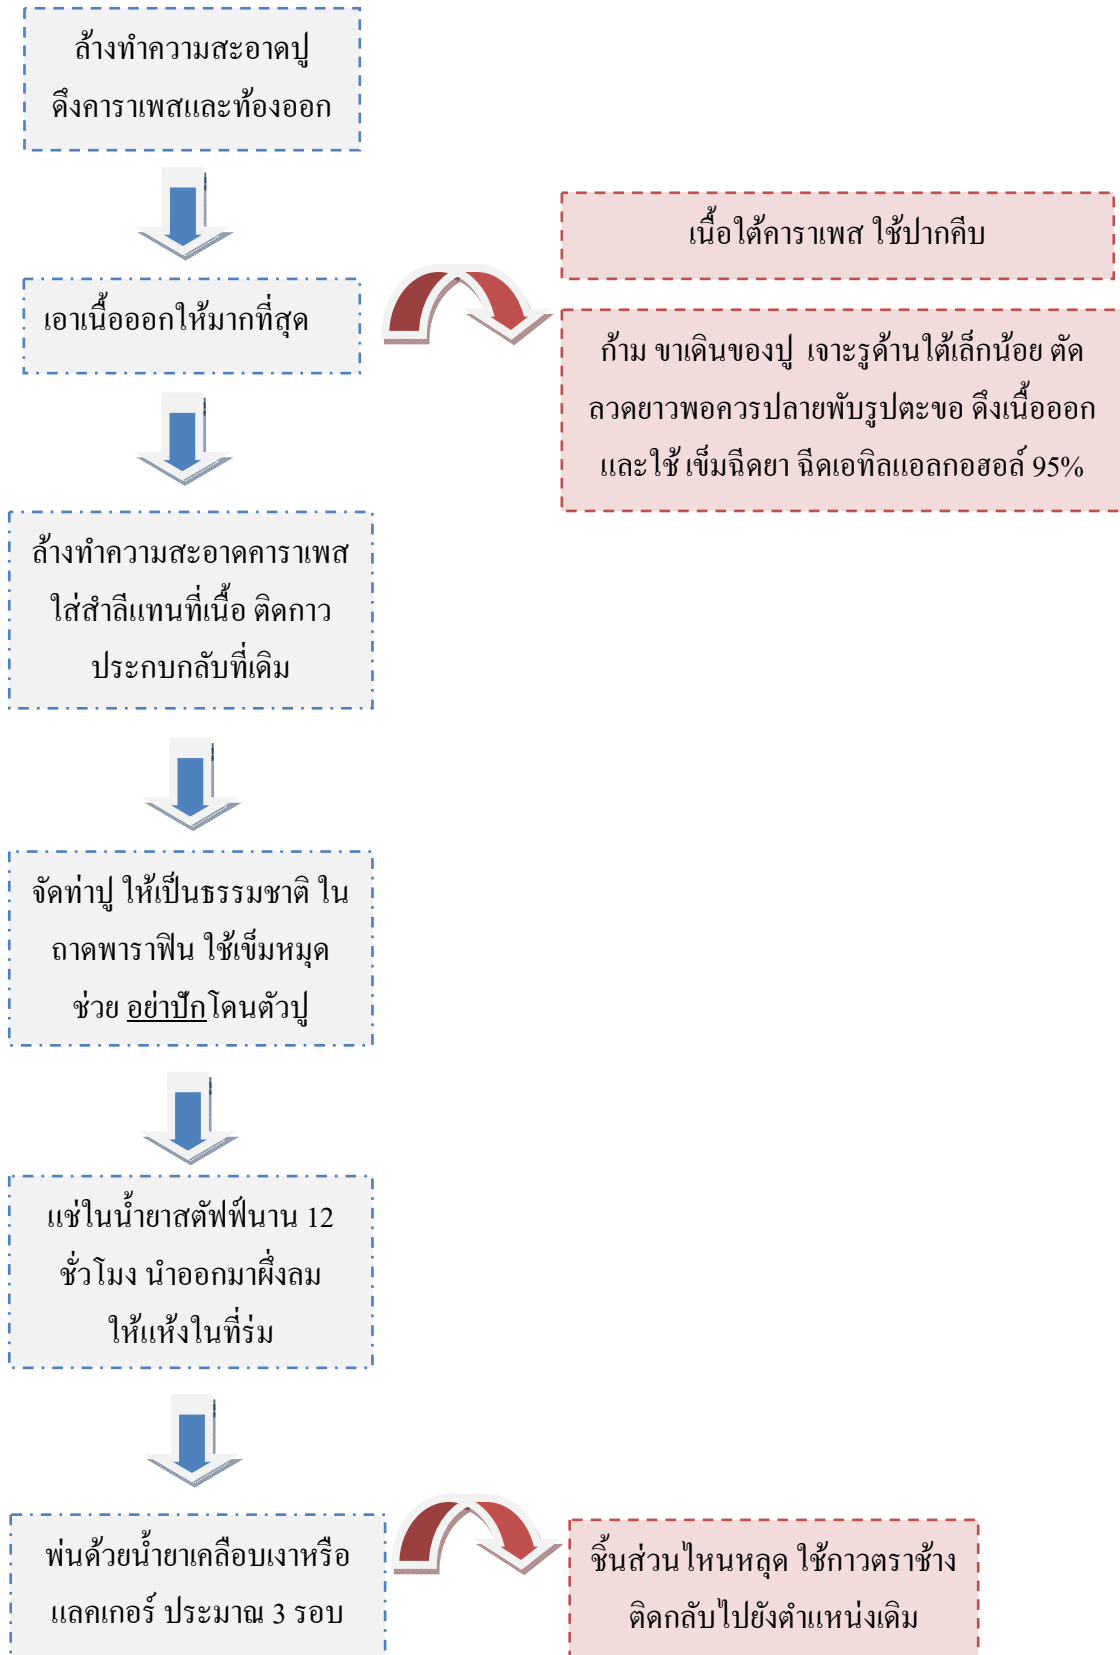 ล้างทำความสะอาดปู
ดึงคาราเพสและท้องออก
เอาเนื้อออกให้มากที่สุด
เนื้อใต้คาราเพส ใช้ปากคีบ
ก้าม ขาเดินของปู เจาะรูด้านใต้เล็กน้อย ตัด
ลวดยาวพอควรปลายพับรูปตะขอ ดึงเนื้อออก
และใช้ เข็มฉีดยา ฉีดเอทิลแอลกอฮอล์ 95%
ล้างทำความสะอาดคาราเพส
ใส่สำลีแทนที่เนื้อ ติดกาว
ประกบกลับที่เดิม
จัดท่าปู ให้เป็นธรรมชาติ ใน
ถาดพาราฟิน ใช้เข็มหมุด
ช่วย อย่าปักโดนตัวปู
แช่ในน้ำยาสตัฟฟ์นาน 12
ชั่วโมง นำออกมาผึ่งลม
ให้แห้งในที่ร่ม
พ่นด้วยน้ำยาเคลือบเงาหรือ
แลคเกอร์ ประมาณ 3 รอบ
ชิ้นส่วนไหนหลุด ใช้กาวตราช้าง
ติดกลับไปยังตำแหน่งเดิม